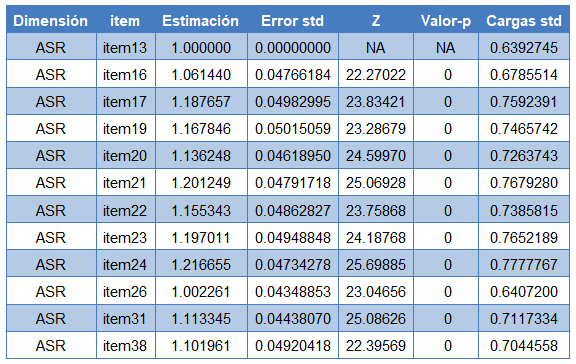 Dimensión item Estimación Error std Z Valor-p Cargas std
ASR item13 1.000000 0.00000000 NA NA 0.6392745
ASR item16 1.061440 0.04766184 22.27022 0 0.6785514
ASR item17 1.187657 0.04982995 23.83421 0 0.7592391
ASR item19 1.167846 0.05015059 23.28679 0 0.7465742
ASR item20 1.136248 0.04618950 24.59970 0 0.7263743
ASR item21 1.201249 0.04791718 25.06928 0 0.7679280
ASR item22 1.155343 0.04862827 23.75868 0 0.7385815
ASR item23 1.197011 0.04948848 24.18768 0 0.7652189
ASR item24 1.216655 0.04734278 25.69885 0 0.7777767
ASR item26 1.002261 0.04348853 23.04656 0 0.6407200
ASR item31 1.113345 0.04438070 25.08626 0 0.7117334
ASR item38 1.101961 0.04920418 22.39569 0 0.7044558